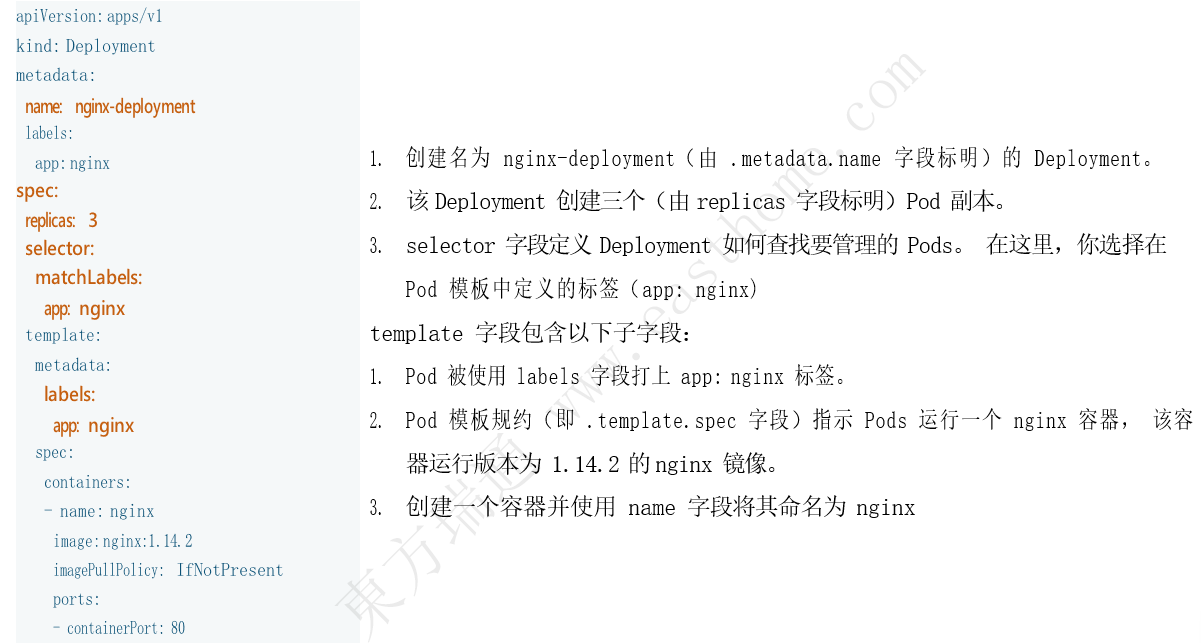 apiVersion: apps/v1
kind: Deployment
metadata:
name: nginx-deployment
labels:
app: nginx
spec:
replicas: 3
selector:
matchLabels:
app: nginx
template:
metadata:
labels:
app: nginx
spec:
containers:
- name: nginx
image: nginx:1.14.2
imagePullPolicy: IfNotPresent
ports:
- containerPort: 80
1. 创建名为 nginx-deployment（由 .metadata.name 字段标明）的 Deployment。
2. 该 Deployment 创建三个（由 replicas 字段标明）Pod 副本。
3. selector 字段定义 Deployment 如何查找要管理的 Pods。 在这里，你选择在
Pod 模板中定义的标签（app: nginx)
template 字段包含以下子字段：
1. Pod 被使用 labels 字段打上 app: nginx 标签。
2. Pod 模板规约（即 .template.spec 字段）指示 Pods 运行一个 nginx 容器， 该容
器运行版本为 1.14.2 的 nginx 镜像。
3. 创建一个容器并使用 name 字段将其命名为 nginx
東方瑞通 www.easthome.com